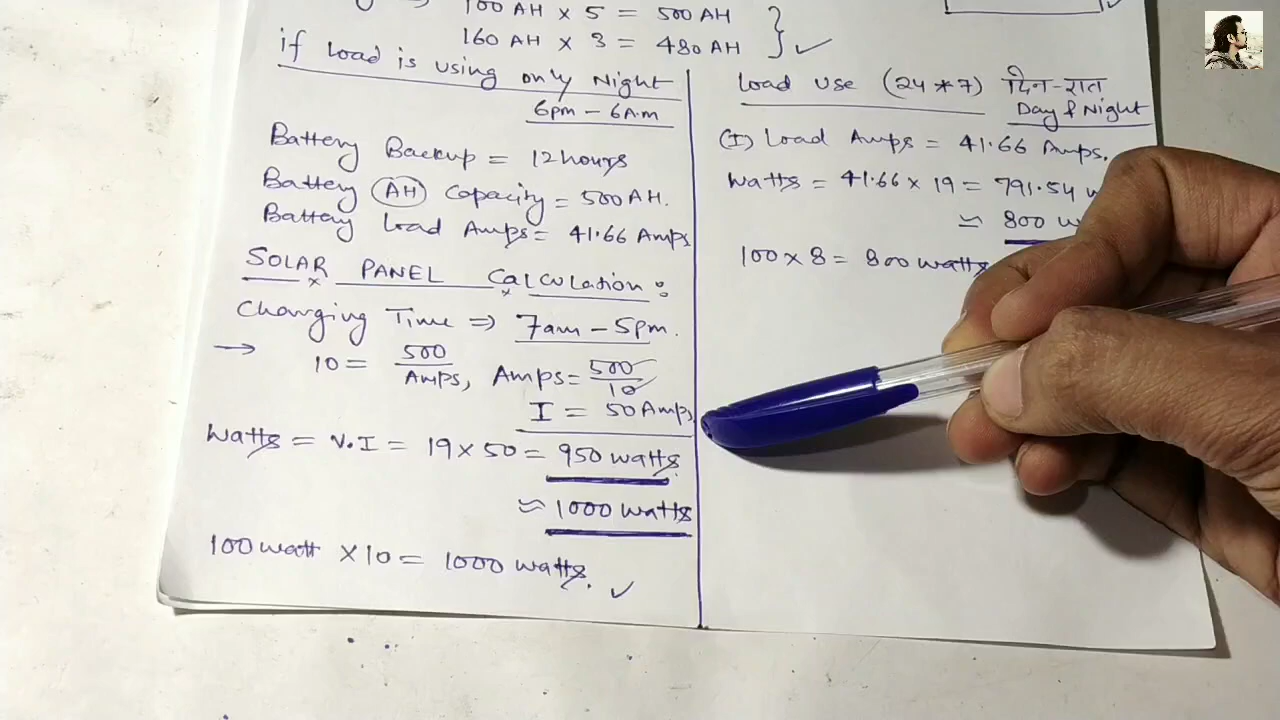 100 AH × 5 = 500 AH
160 AH × 3 = 480 AH
if Load is using only Night
6pm - 6A.m
Battery Backup = 12 hours
Battery (AH) Capacity = 500 AH.
Battery Load Amps = 41.66 Amps
SOLAR PANEL CalCulation:
Charging Time ⇒ 7am - 5pm.
→ 10 = 500/Amps, Amps = 500/10
I = 50 Amps
Watts = V.I = 19 × 50 = 950 watts.
≈ 1000 watts
100 watt × 10 = 1000 watts.
Load Use (24*7) दिन-रात
Day & Night
(I) Load Amps = 41.66 Amps.
Watts = 41.66 × 19 = 791.54
≈ 800
100 × 8 = 800 watts